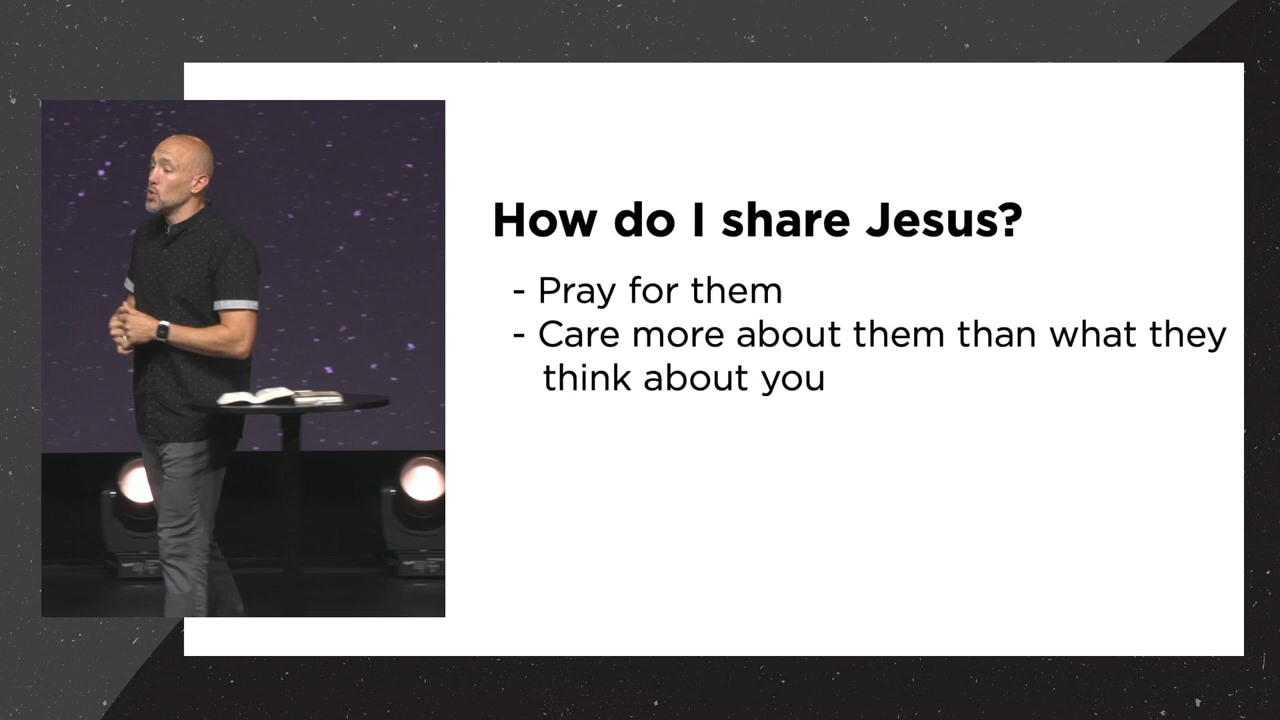 How do I share Jesus?
- Pray for them
- Care more about them than what they
think about you